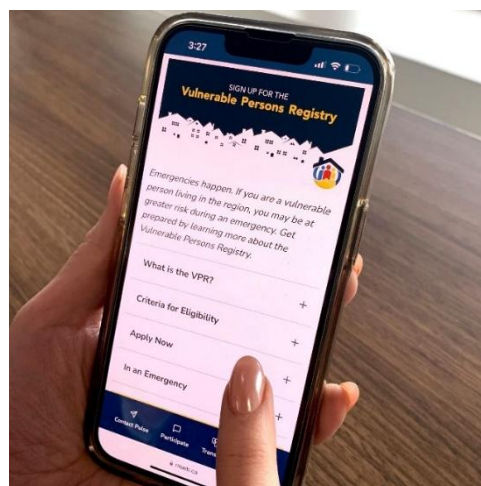 3:27
SIGN UP FOR THE
Vulnerable Persons Registry
Emergencies happen. If you are a vulnerable
person living in the region, you may be at
greater risk during an emergency. Get
prepared by learning more about the
Vulnerable Persons Registry.
What is the VPR?
Criteria for Eligibility
Apply Now
In an Emergency
Contact Pulse
Participate